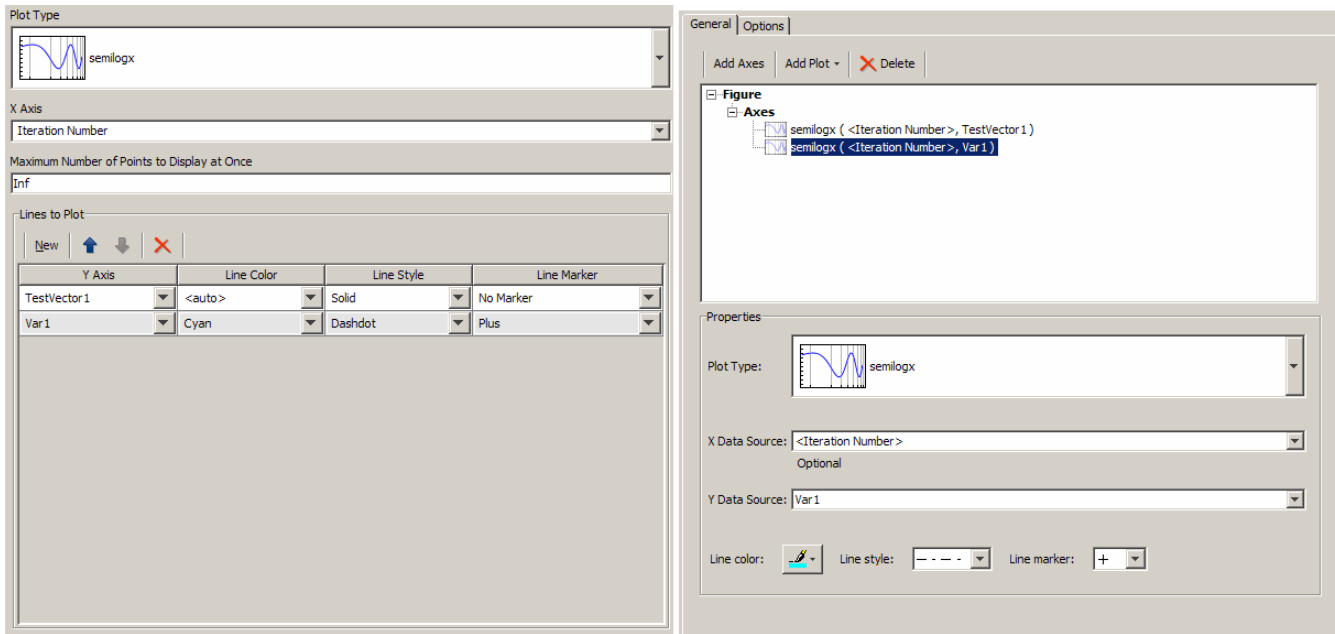 Plot Type
semilogx
X Axis
Iteration Number
Maximum Number of Points to Display at Once
Inf
Lines to Plot
New
Y Axis Line Color Line Style Line Marker
TestVector1 <auto> Solid No Marker
Var1 Cyan Dashdot Plus
General Options
Add Axes Add Plot Delete
Figure
Axes
semilogx ( <Iteration Number>, TestVector1 )
semilogx ( <Iteration Number>, Var1 )
Properties
Plot Type: semilogx
X Data Source: <Iteration Number>
Optional
Y Data Source: Var1
Line color: Line style: Line marker: +